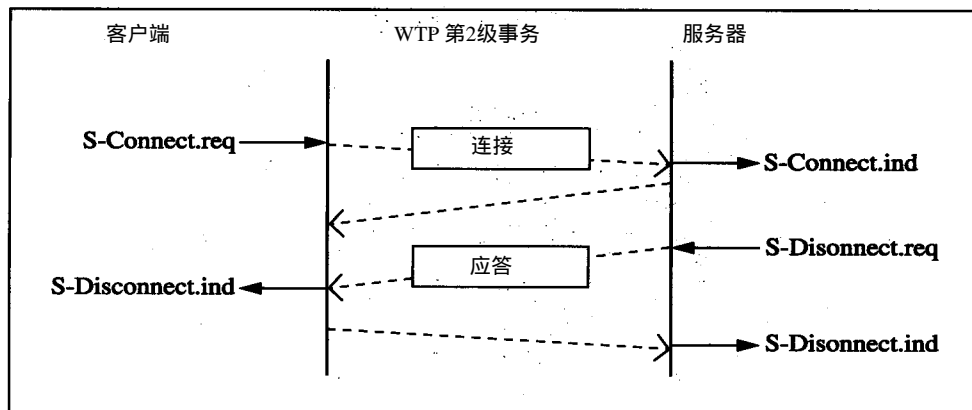 客户端
WTP 第2级事务
服务器
S-Connect.req
连接
S-Connect.ind
S-Disonnect.req
应答
S-Disconnect.ind
S-Disonnect.ind